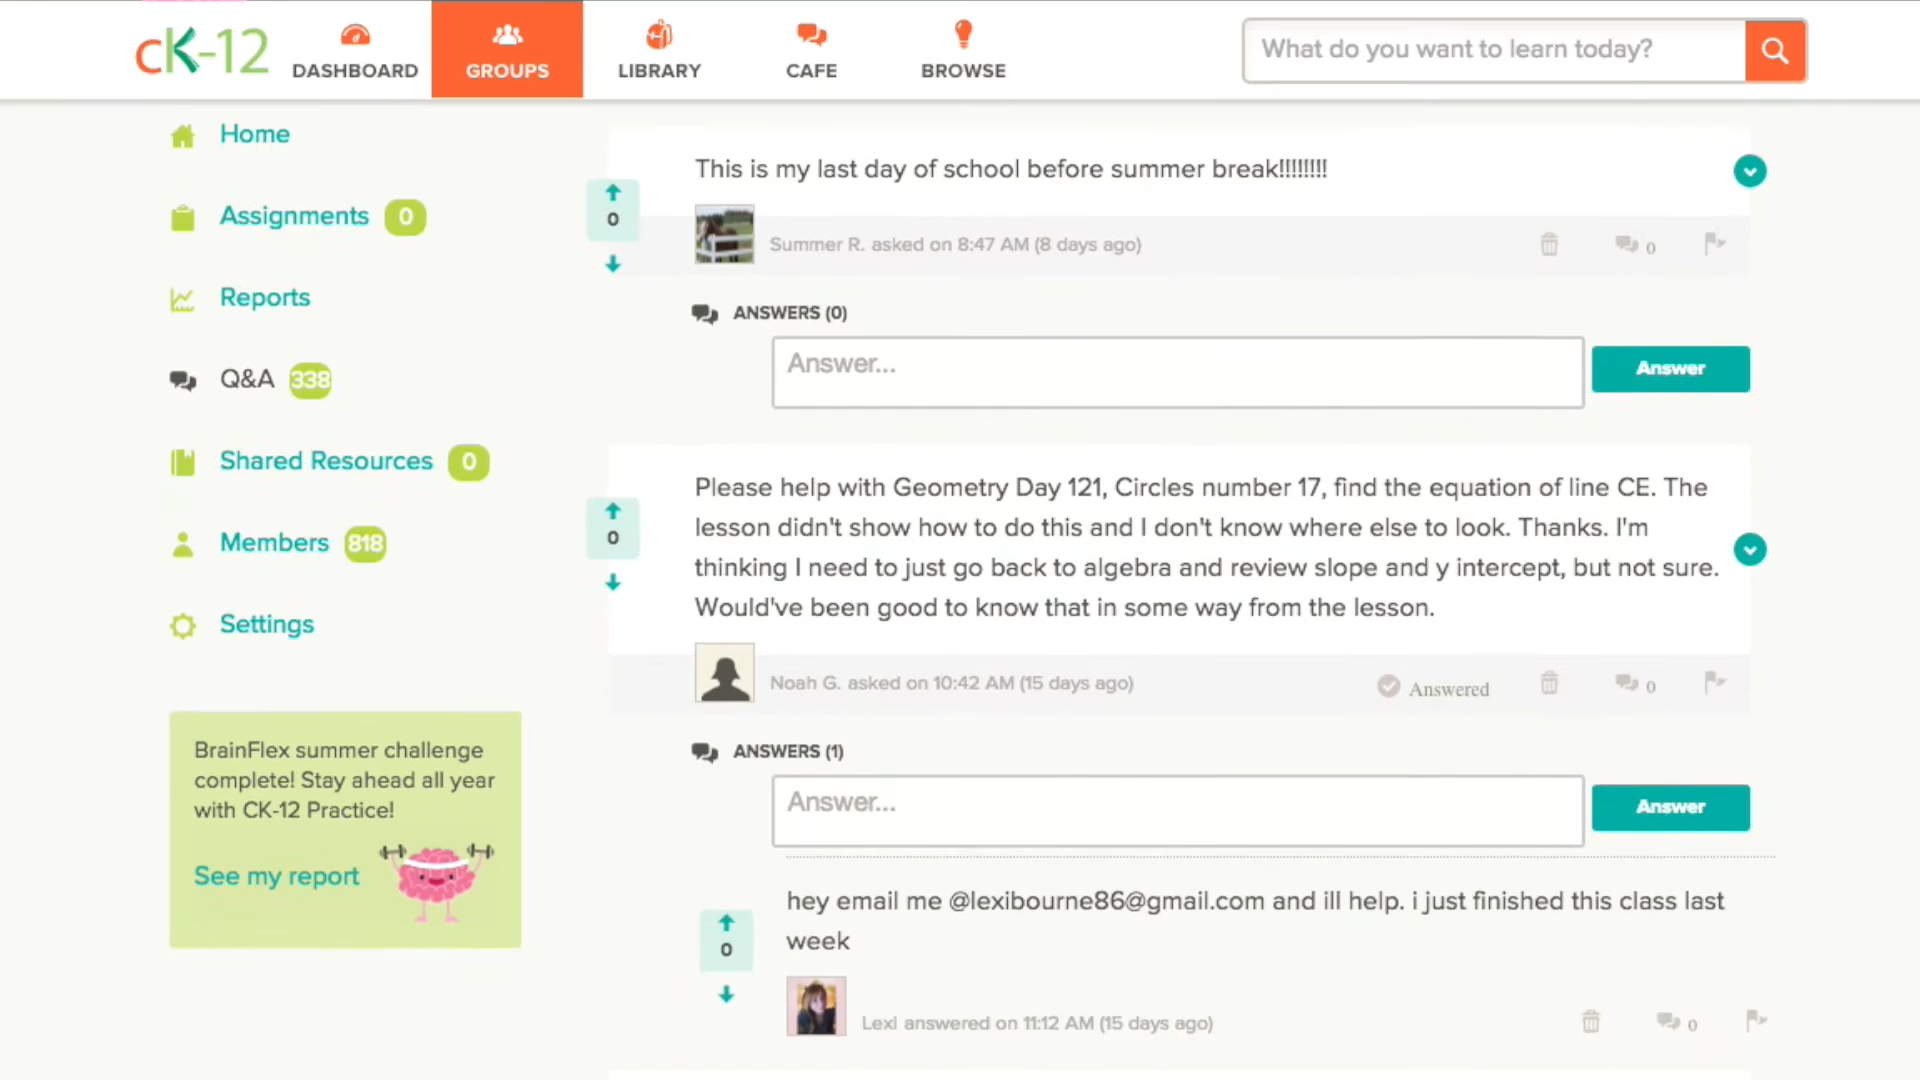 cK-12
DASHBOARD
GROUPS
LIBRARY
CAFE
BROWSE
What do you want to learn today?
Home
Assignments 0
Reports
Q&A 338
Shared Resources 0
Members 818
Settings
BrainFlex summer challenge
complete! Stay ahead all year
with CK-12 Practice!
See my report
This is my last day of school before summer break!!!!!!!!
0
Summer R. asked on 8:47 AM (8 days ago)
0
ANSWERS (0)
Answer...
Answer
Please help with Geometry Day 121, Circles number 17, find the equation of line CE. The
lesson didn't show how to do this and I don't know where else to look. Thanks. I'm
thinking I need to just go back to algebra and review slope and y intercept, but not sure.
Would've been good to know that in some way from the lesson.
0
Noah G. asked on 10:42 AM (15 days ago)
Answered
0
ANSWERS (1)
Answer...
Answer
hey email me @lexibourne86@gmail.com and ill help. i just finished this class last
week
0
Lexi answered on 11:12 AM (15 days ago)
0